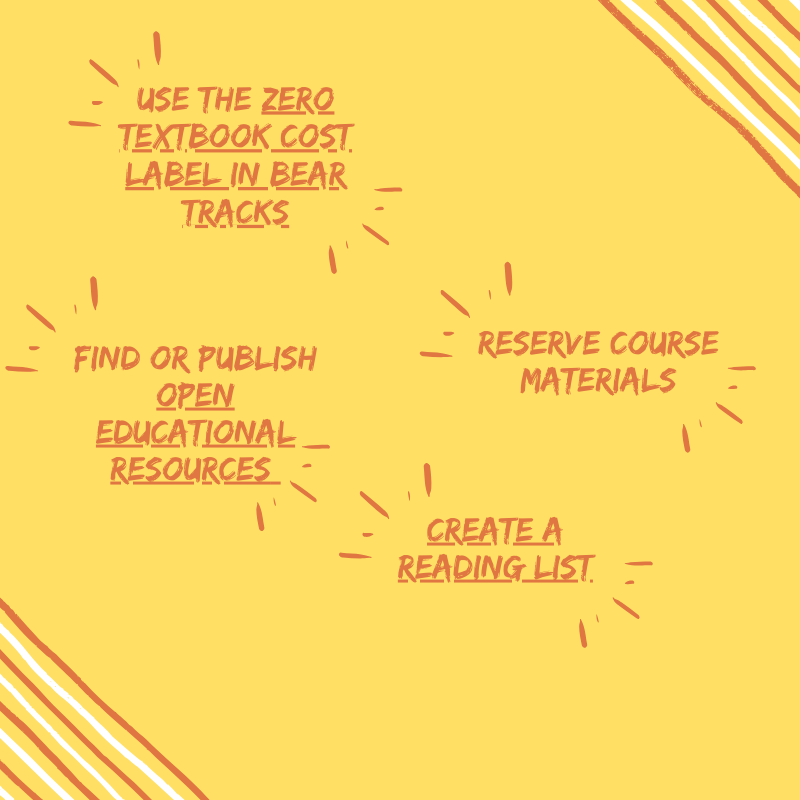 USE THE ZERO
TEXTBOOK COST
LABEL IN BEAR
TRACKS
FIND OR PUBLISH
OPEN
EDUCATIONAL
RESOURCES
RESERVE COURSE
MATERIALS
CREATE A
READING LIST